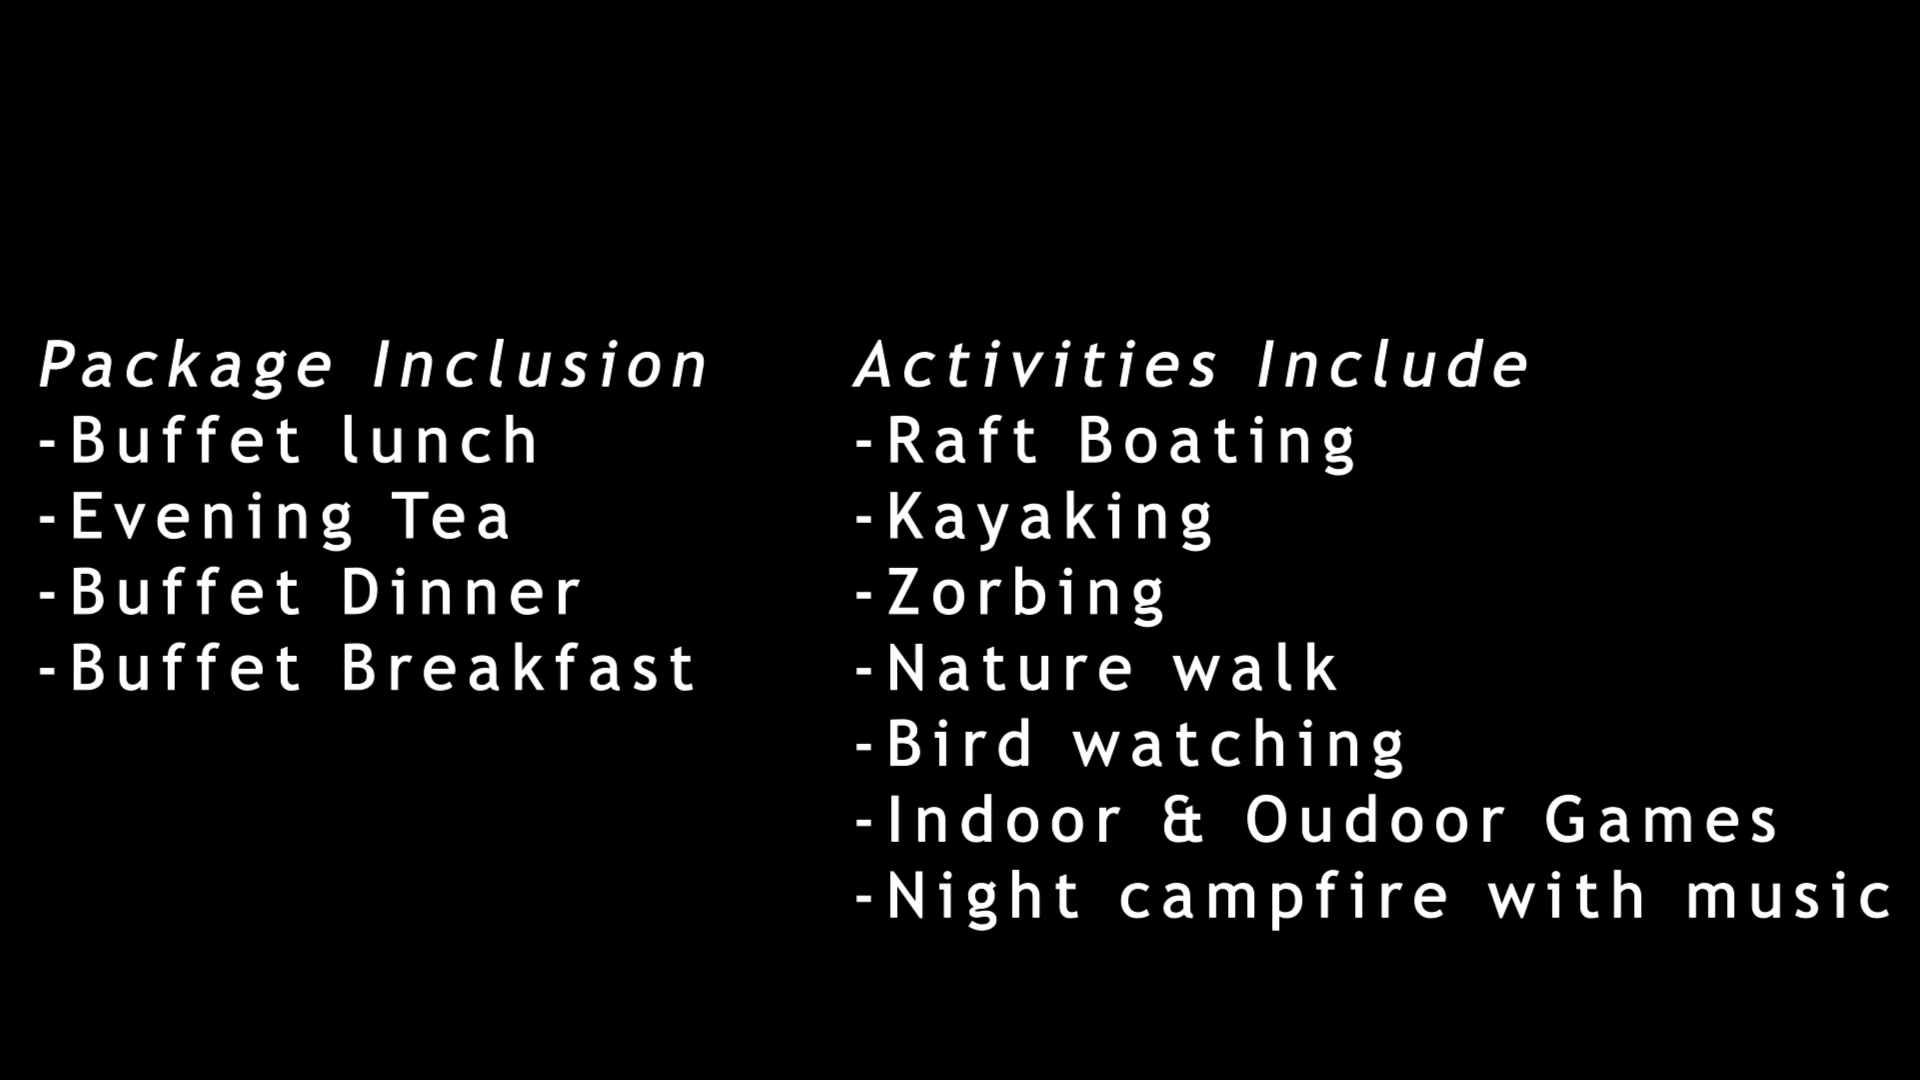 Package Inclusion
-Buffet lunch
-Evening Tea
-Buffet Dinner
-Buffet Breakfast
Activities Include
-Raft Boating
-Kayaking
-Zorbing
-Nature walk
-Bird watching
-Indoor & Oudoor Games
-Night campfire with music